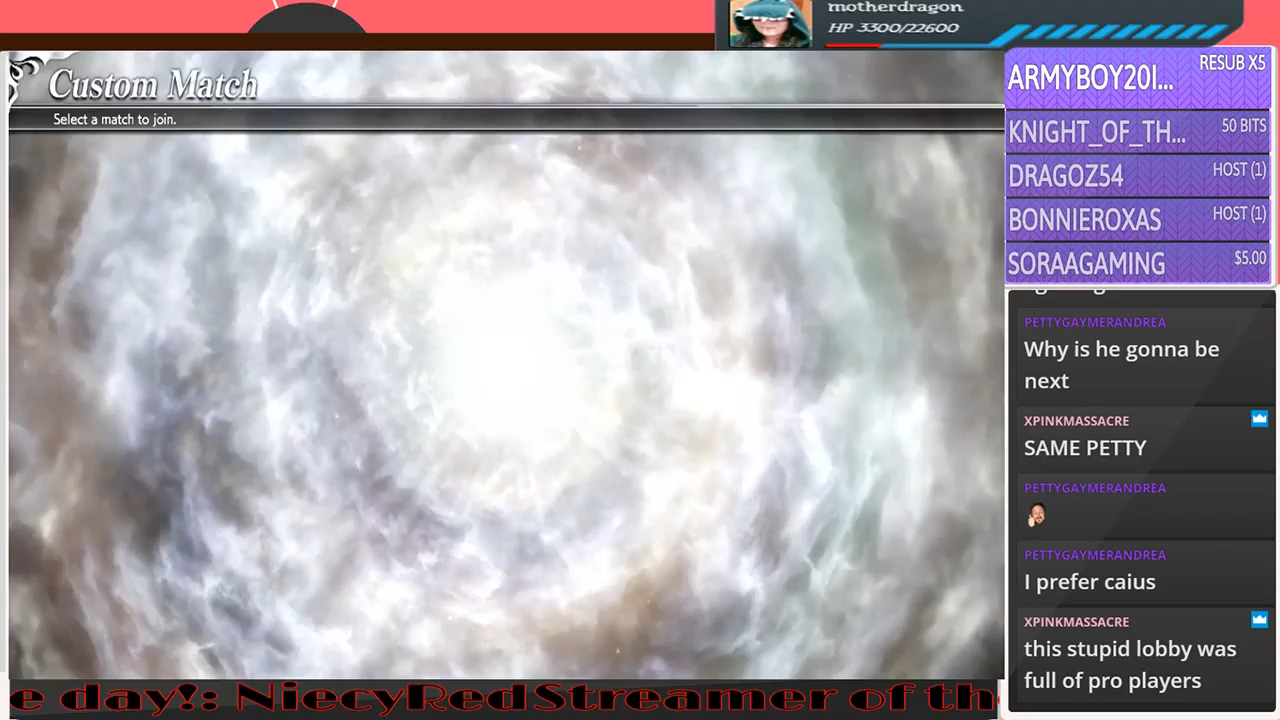 motherdragon
HP 3300/22600
Custom Match
Select a match to join.
ARMYBOY20I... RESUB X5
KNIGHT_OF_TH... 50 BITS
DRAGOZ54 HOST (1)
BONNIEROXAS HOST (1)
SORAAGAMING $5.00
PETTYGAYMERANDREA
Why is he gonna be
next
XPINKMASSACRE
SAME PETTY
PETTYGAYMERANDREA
PETTYGAYMERANDREA
I prefer caius
XPINKMASSACRE
this stupid lobby was
full of pro players
e day!: NiecyRedStreamer of th